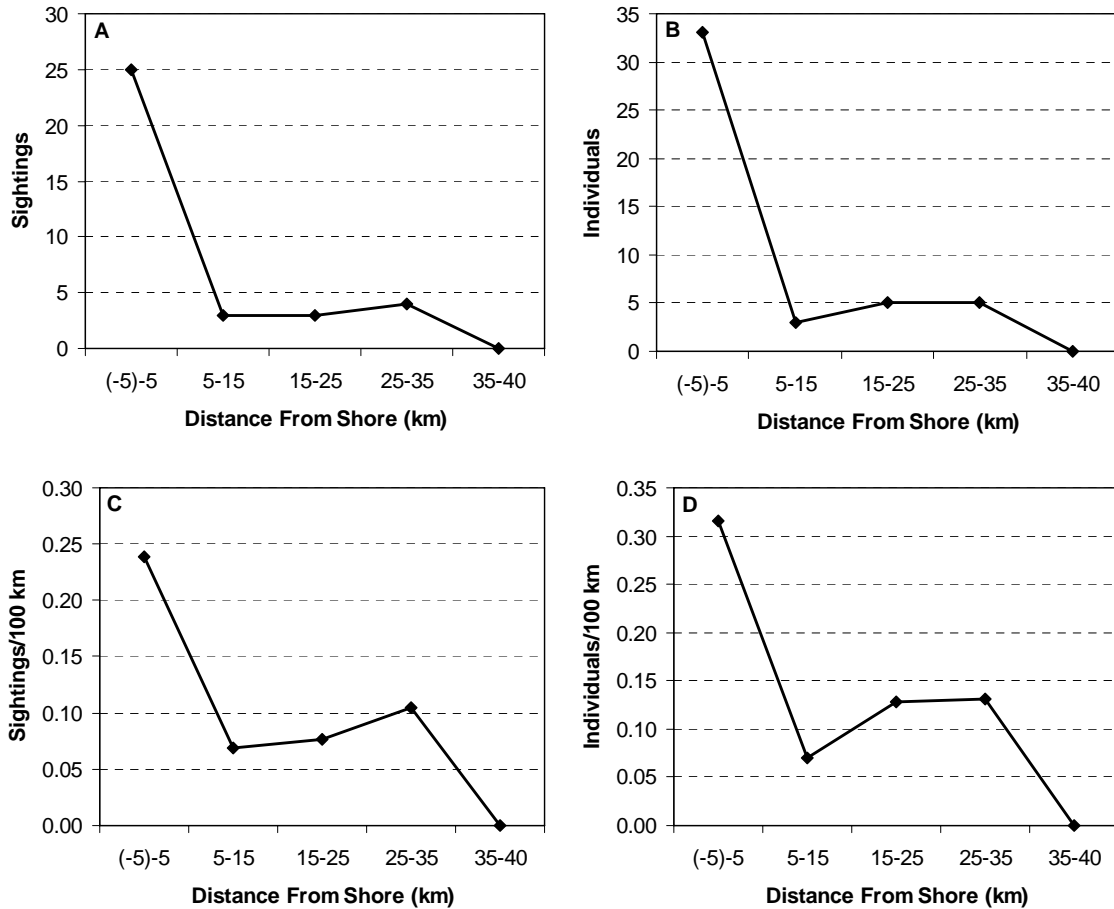 A
Sightings
30
25
20
15
10
5
0
(-5)-5 5-15 15-25 25-35 35-40
Distance From Shore (km)
B
Individuals
35
30
25
20
15
10
5
0
(-5)-5 5-15 15-25 25-35 35-40
Distance From Shore (km)
C
Sightings/100 km
0.30
0.25
0.20
0.15
0.10
0.05
0.00
(-5)-5 5-15 15-25 25-35 35-40
Distance From Shore (km)
D
Individuals/100 km
0.35
0.30
0.25
0.20
0.15
0.10
0.05
0.00
(-5)-5 5-15 15-25 25-35 35-40
Distance From Shore (km)